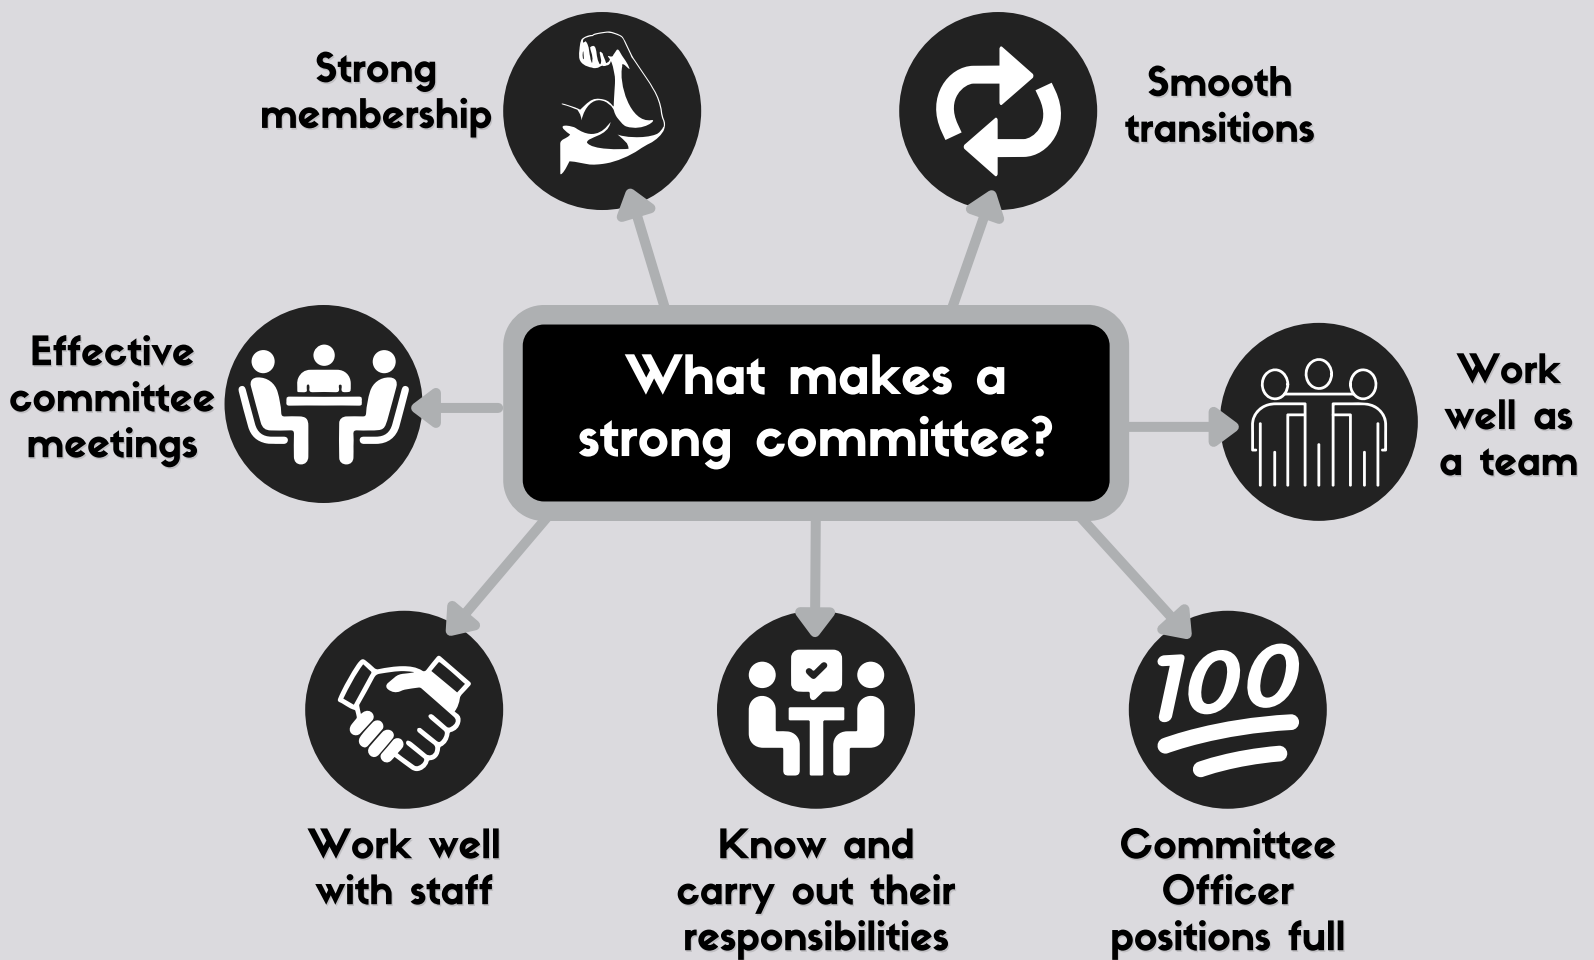 Strong
membership
Smooth
transitions
Effective
committee
meetings
What makes a
strong committee?
Work
well as
a team
100
Work well
with staff
Know and
carry out their
responsibilities
Committee
Officer
positions full